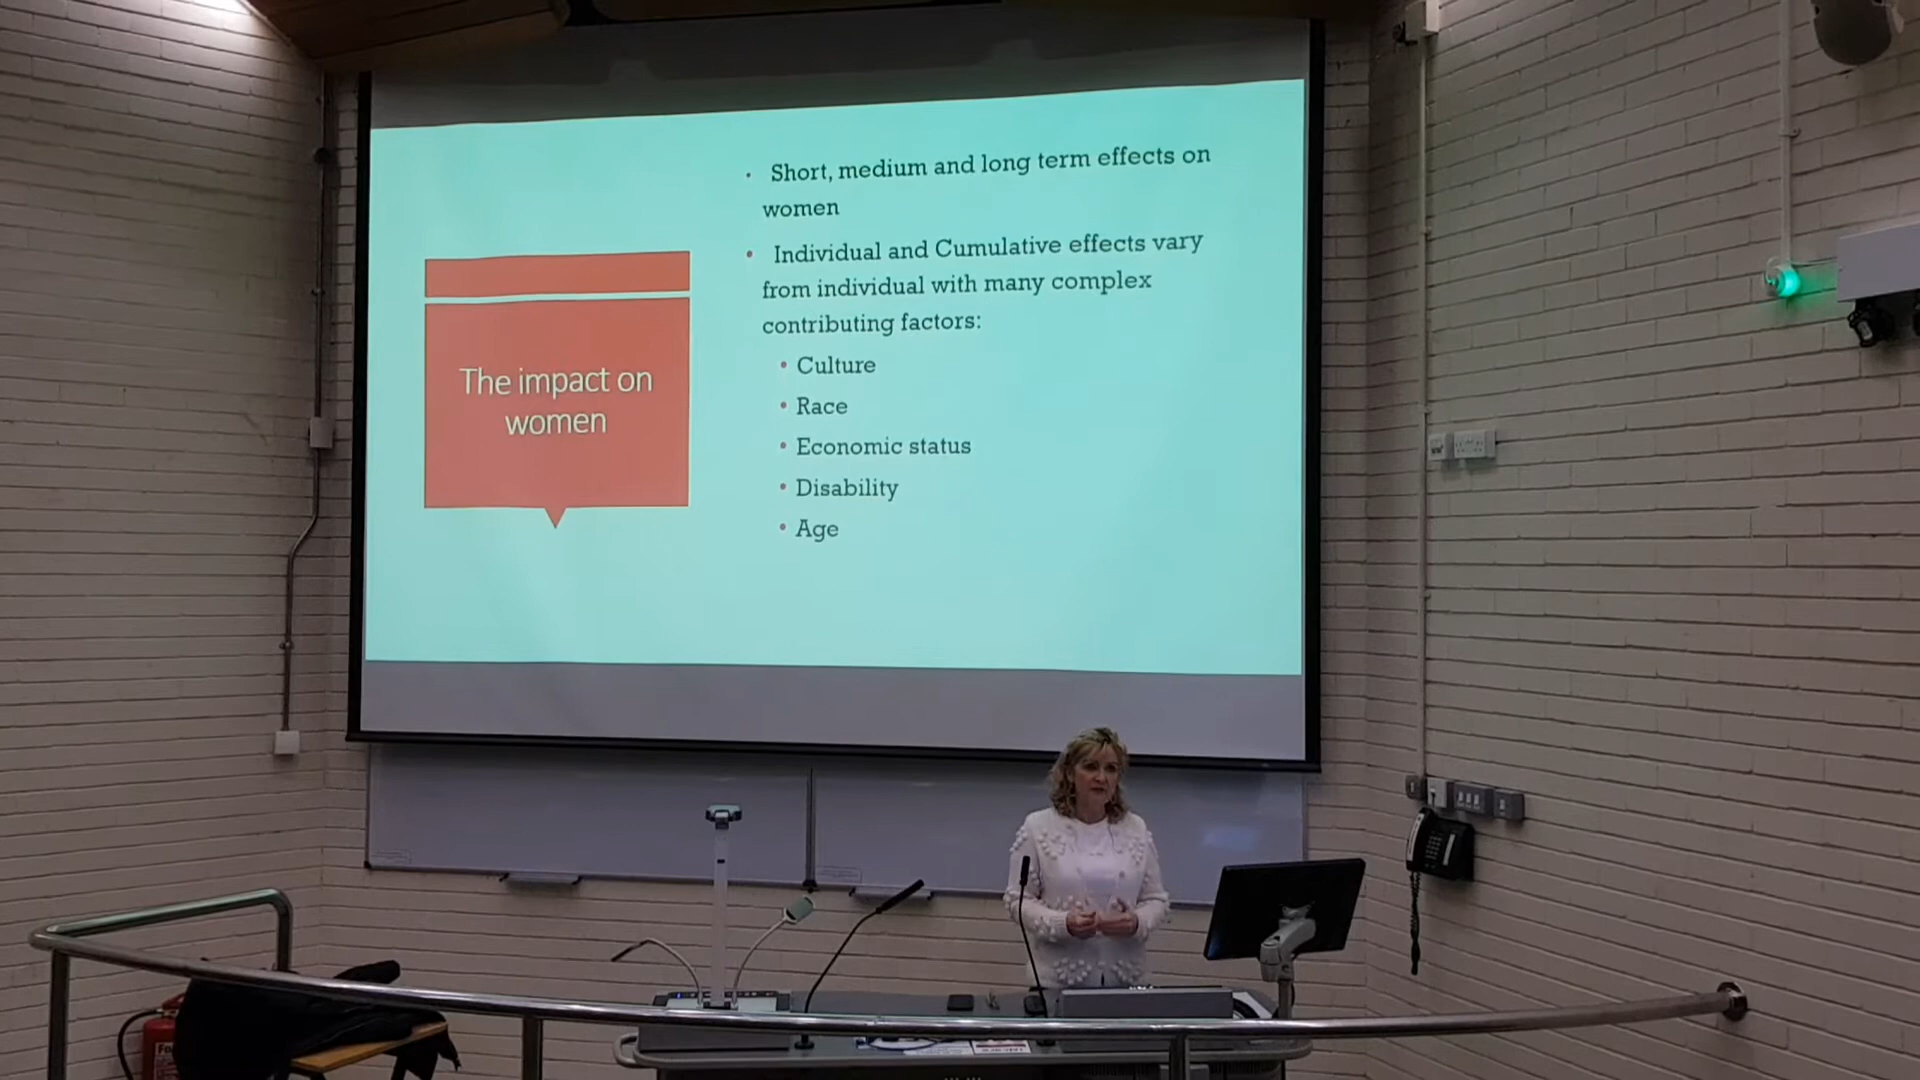 The impact on
women
• Short, medium and long term effects on
women
• Individual and Cumulative effects vary
from individual with many complex
contributing factors:
• Culture
• Race
• Economic status
• Disability
• Age